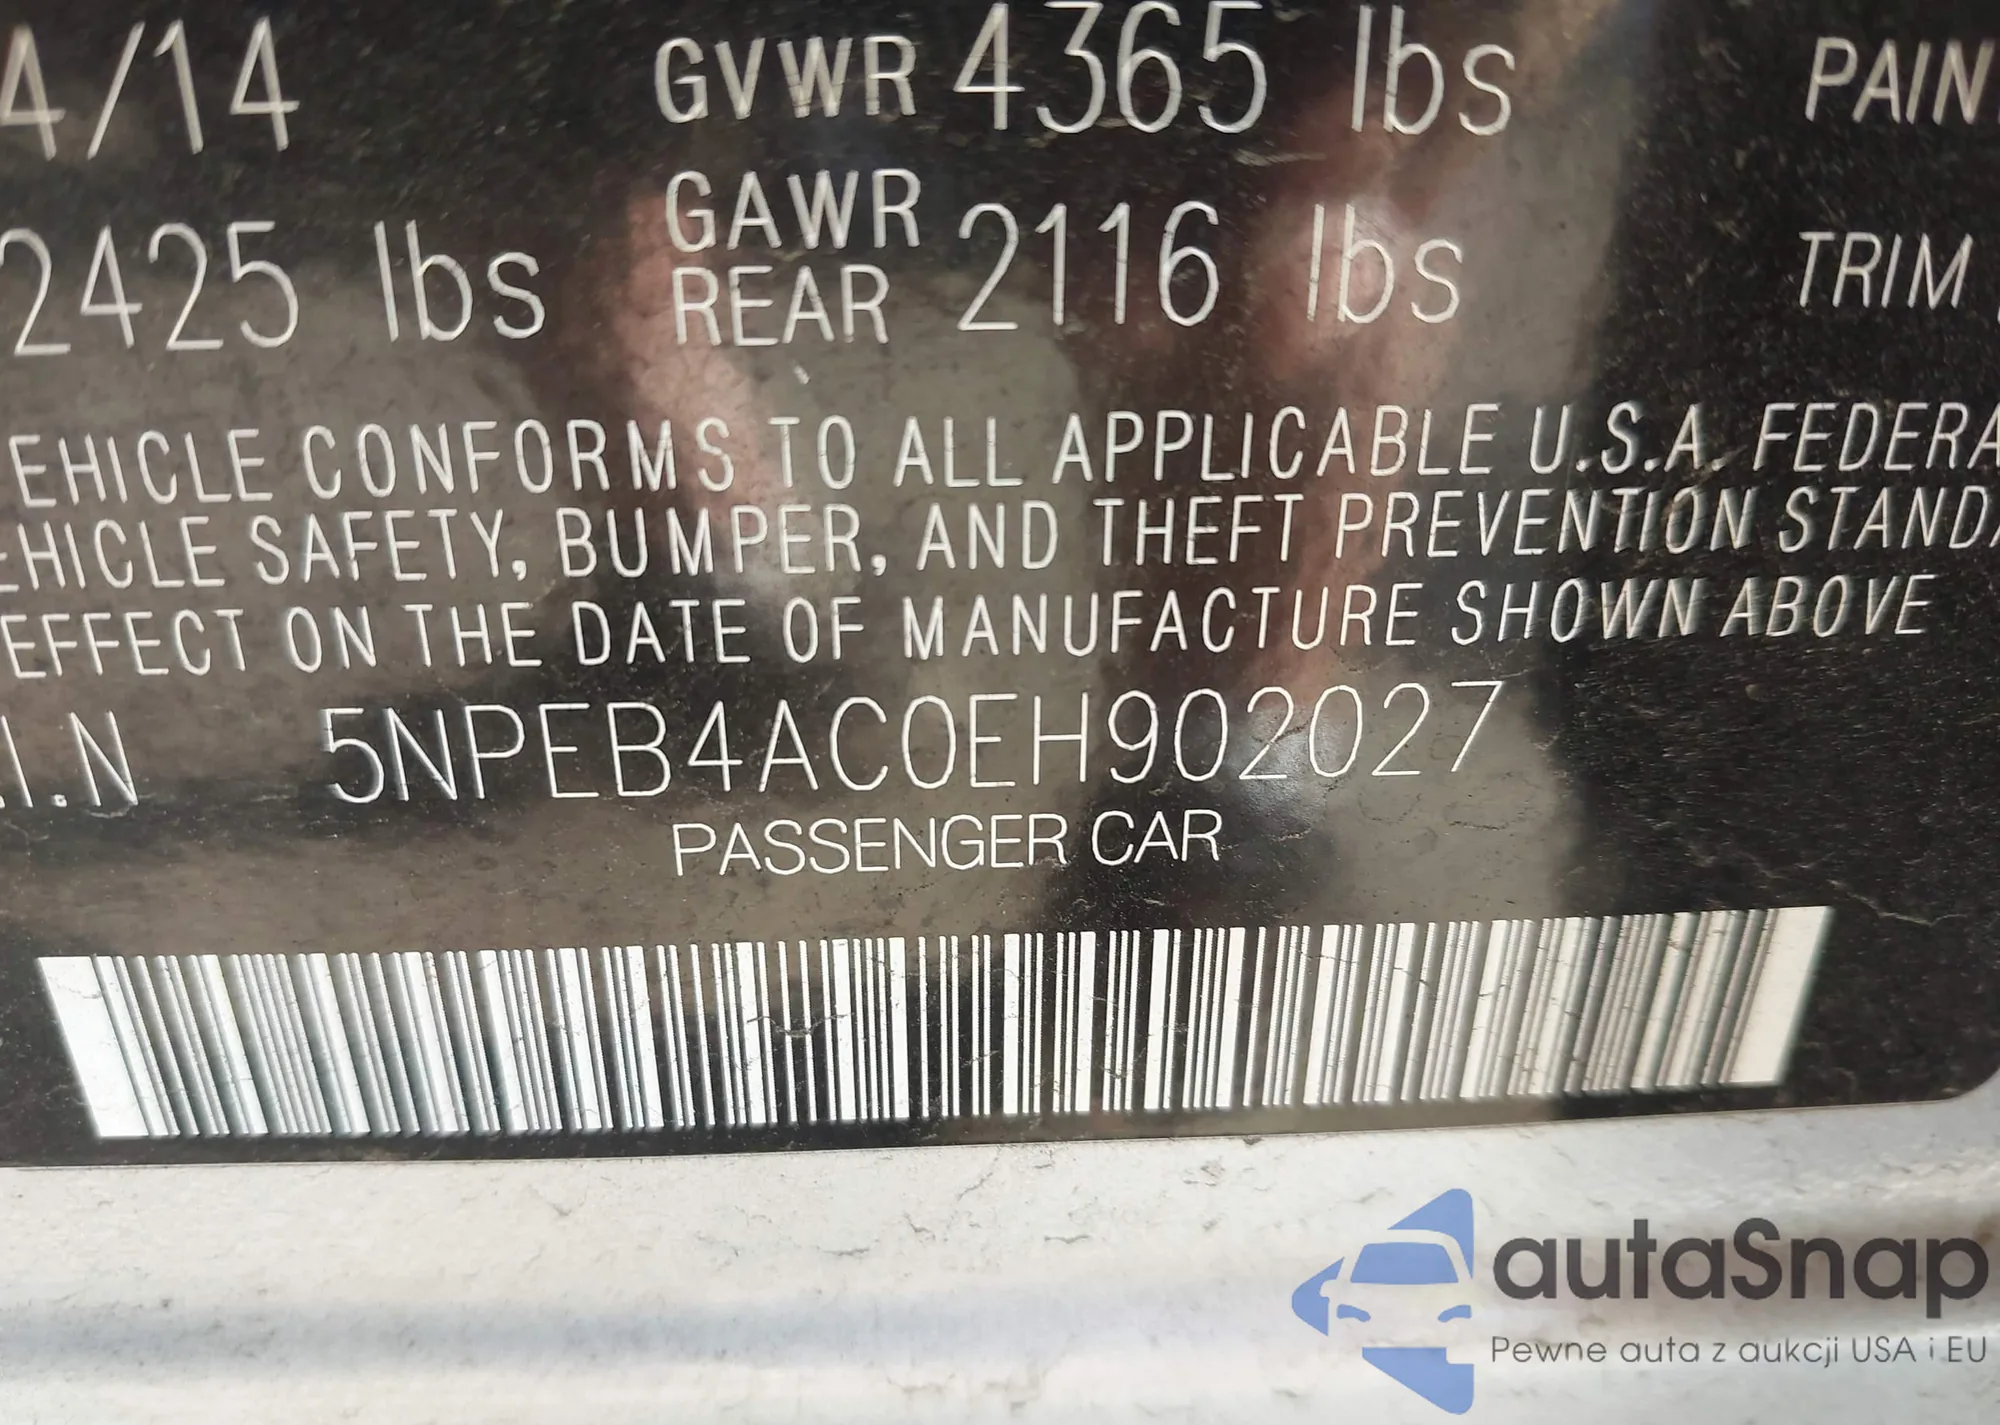 4/14 GVWR 4365 lbs PAIN
2425 lbs GAWR REAR 2116 lbs TRIM
EHICLE CONFORMS TO ALL APPLICABLE U.S.A. FEDERA
EHICLE SAFETY, BUMPER, AND THEFT PREVENTION STANDA
EFFECT ON THE DATE OF MANUFACTURE SHOWN ABOVE
.I.N 5NPEB4AC0EH902027
PASSENGER CAR
autaSnap
Pewne auta z aukcji USA i EU